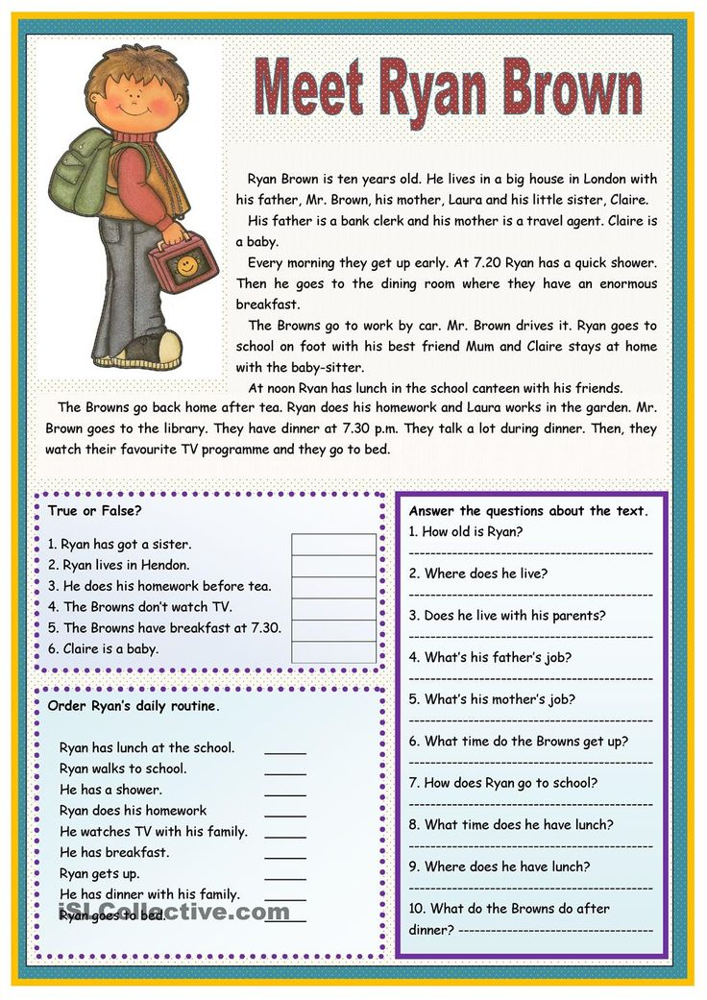 Meet Ryan Brown
Ryan Brown is ten years old. He lives in a big house in London with
his father, Mr. Brown, his mother, Laura and his little sister, Claire.
His father is a bank clerk and his mother is a travel agent. Claire is
a baby.
Every morning they get up early. At 7.20 Ryan has a quick shower.
Then he goes to the dining room where they have an enormous
breakfast.
The Browns go to work by car. Mr. Brown drives it. Ryan goes to
school on foot with his best friend Mum and Claire stays at home
with the baby-sitter.
At noon Ryan has lunch in the school canteen with his friends.
The Browns go back home after tea. Ryan does his homework and Laura works in the garden. Mr.
Brown goes to the library. They have dinner at 7.30 p.m. They talk a lot during dinner. Then, they
watch their favourite TV programme and they go to bed.
True or False?
1. Ryan has got a sister.
2. Ryan lives in Hendon.
3. He does his homework before tea.
4. The Browns don't watch TV.
5. The Browns have breakfast at 7.30.
6. Claire is a baby.
Order Ryan's daily routine.
Ryan has lunch at the school. _____
Ryan walks to school. _____
He has a shower. _____
Ryan does his homework _____
He watches TV with his family. _____
He has breakfast. _____
Ryan gets up. _____
He has dinner with his family. _____
Ryan goes to bed. _____
iSLCollective.com
Answer the questions about the text.
1. How old is Ryan?
2. Where does he live?
3. Does he live with his parents?
4. What's his father's job?
5. What's his mother's job?
6. What time do the Browns get up?
7. How does Ryan go to school?
8. What time does he have lunch?
9. Where does he have lunch?
10. What do the Browns do after
dinner?